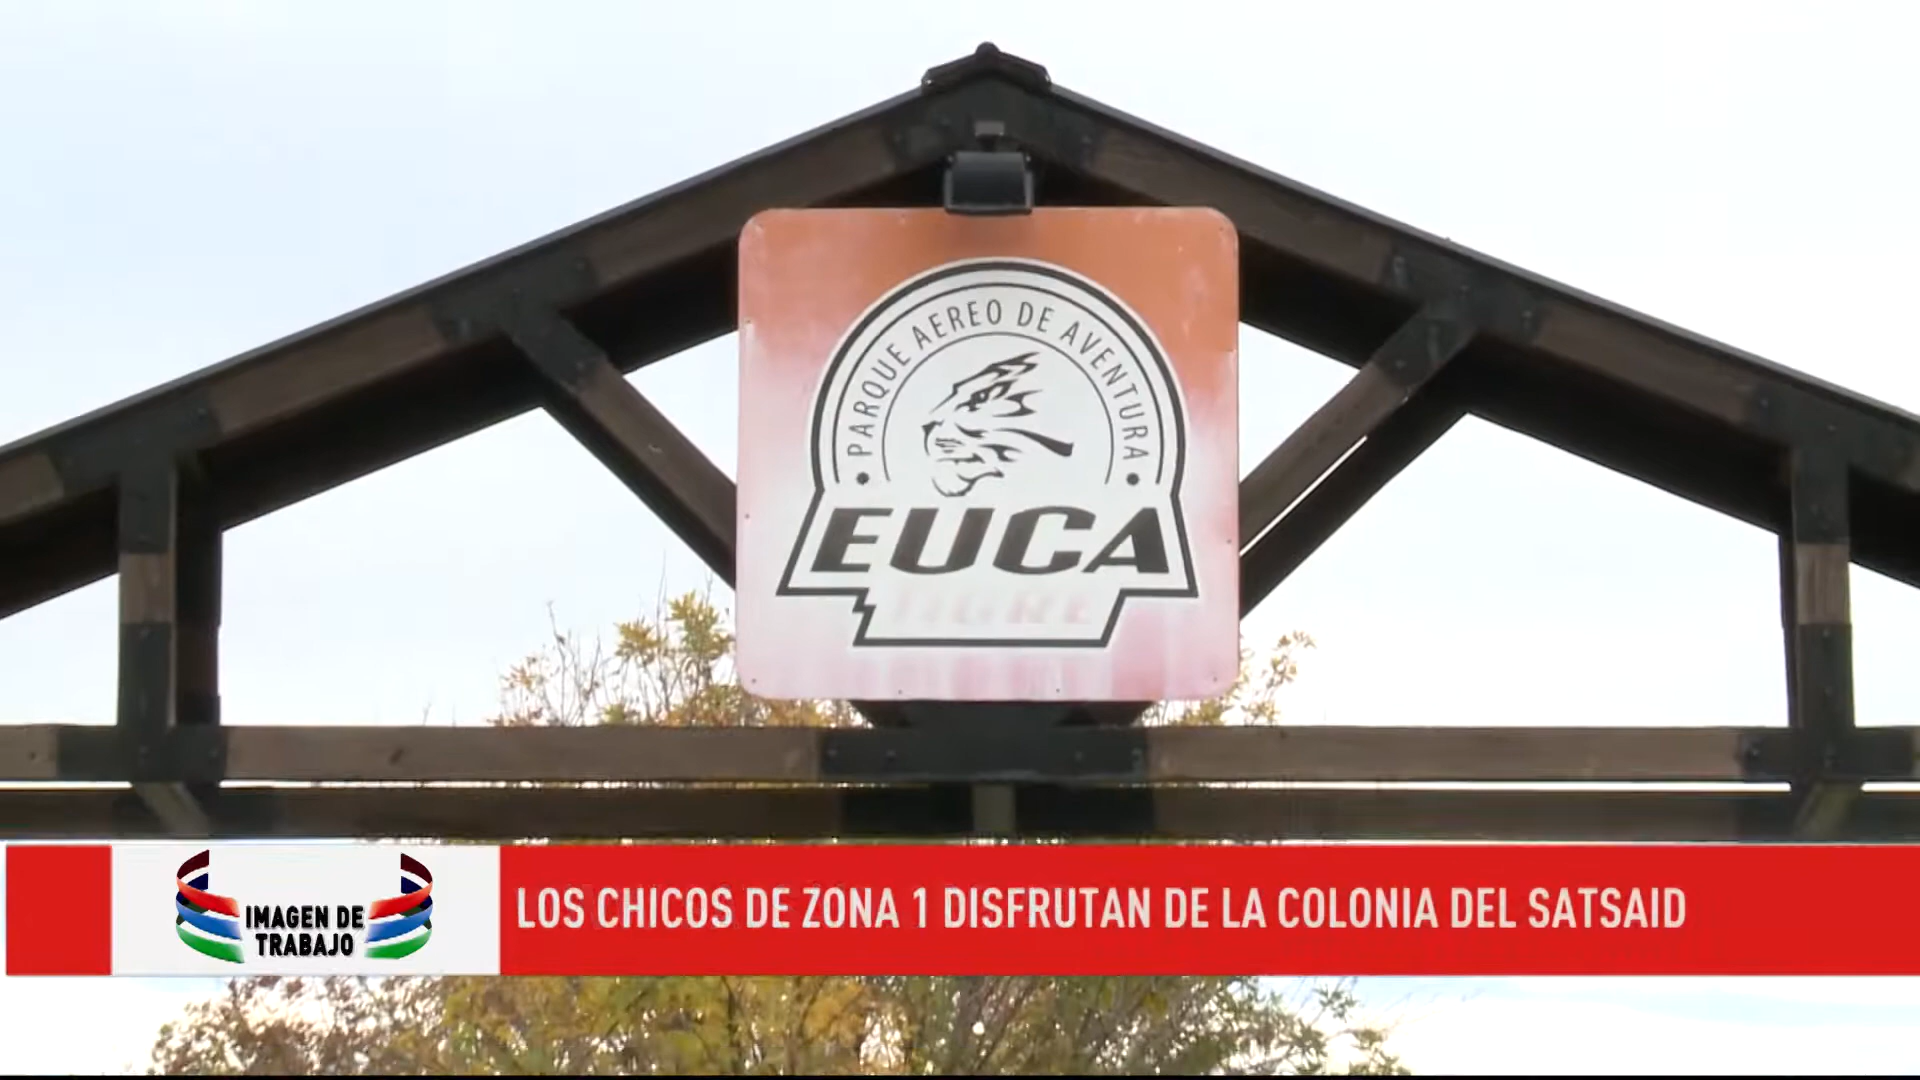 PARQUE AEREO DE AVENTURA
EUCA
TIGRE
IMAGEN DE
TRABAJO
LOS CHICOS DE ZONA 1 DISFRUTAN DE LA COLONIA DEL SATSAID